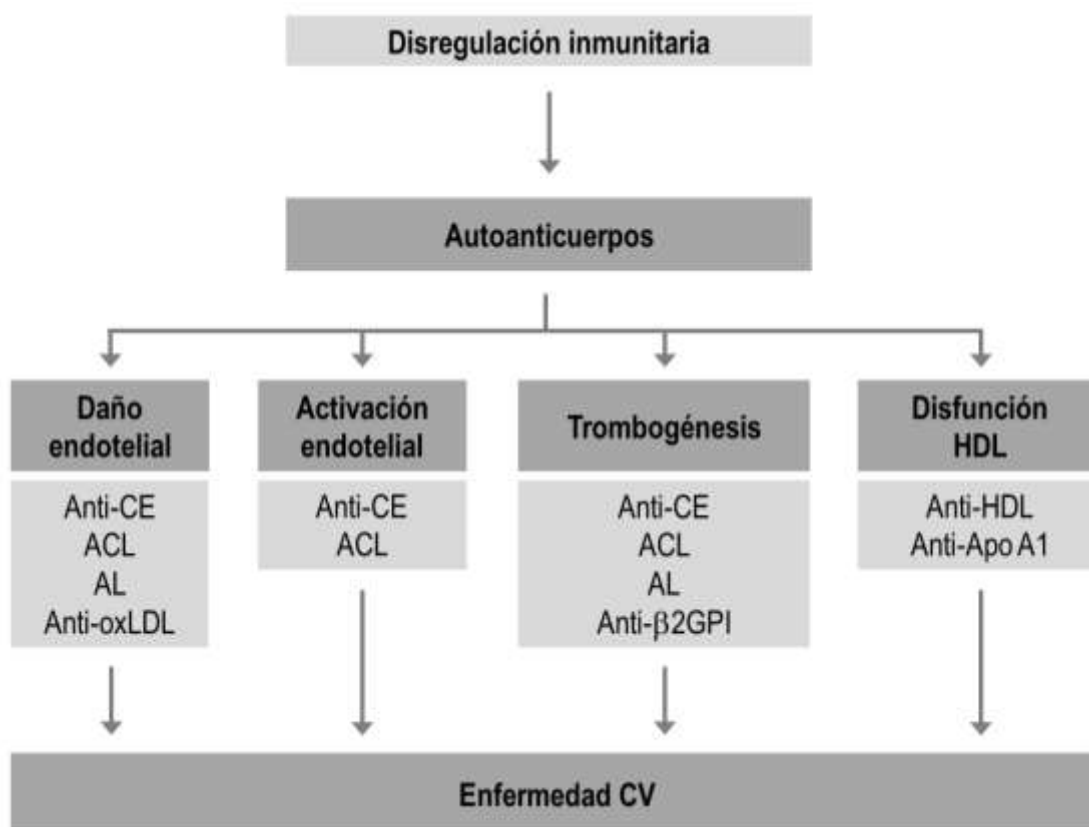 Disregulación inmunitaria
Autoanticuerpos
Daño
endotelial
Anti-CE
ACL
AL
Anti-oxLDL
Activación
endotelial
Anti-CE
ACL
Trombogénesis
Anti-CE
ACL
AL
Anti-β2GPI
Disfunción
HDL
Anti-HDL
Anti-Apo A1
Enfermedad CV